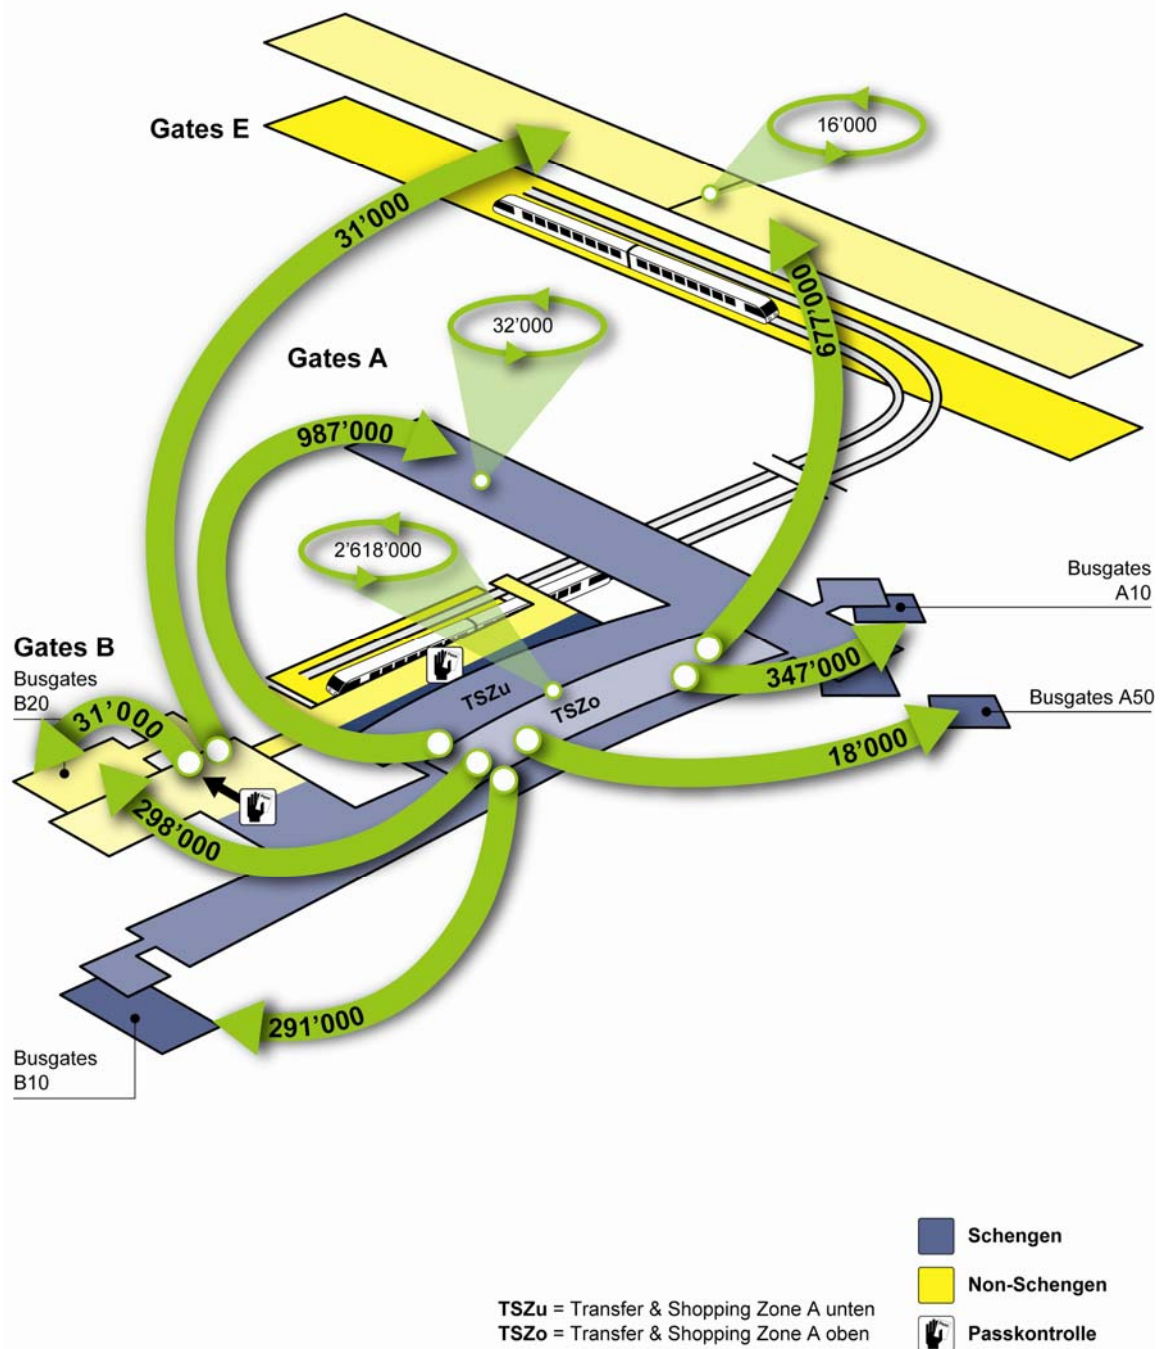 16’000
Gates E
31’000
677’000
32’000
Gates A
987’000
2’618’000
Busgates
A10
Gates B
Busgates
B20
TSZu
TSZo
347’000
Busgates A50
31’000
18’000
298’000
291’000
Busgates
B10
Schengen
Non-Schengen
TSZu = Transfer & Shopping Zone A unten
TSZo = Transfer & Shopping Zone A oben
Passkontrolle